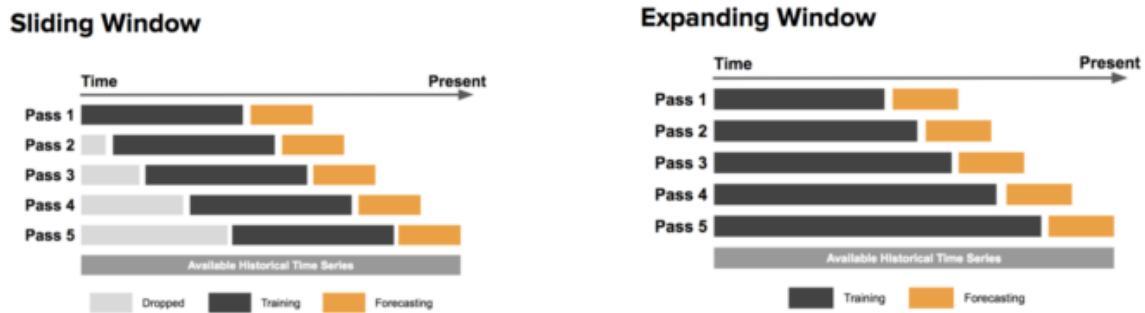 Sliding Window
Time Present
Pass 1
Pass 2
Pass 3
Pass 4
Pass 5
Available Historical Time Series
Dropped Training Forecasting
Expanding Window
Time Present
Pass 1
Pass 2
Pass 3
Pass 4
Pass 5
Available Historical Time Series
Training Forecasting